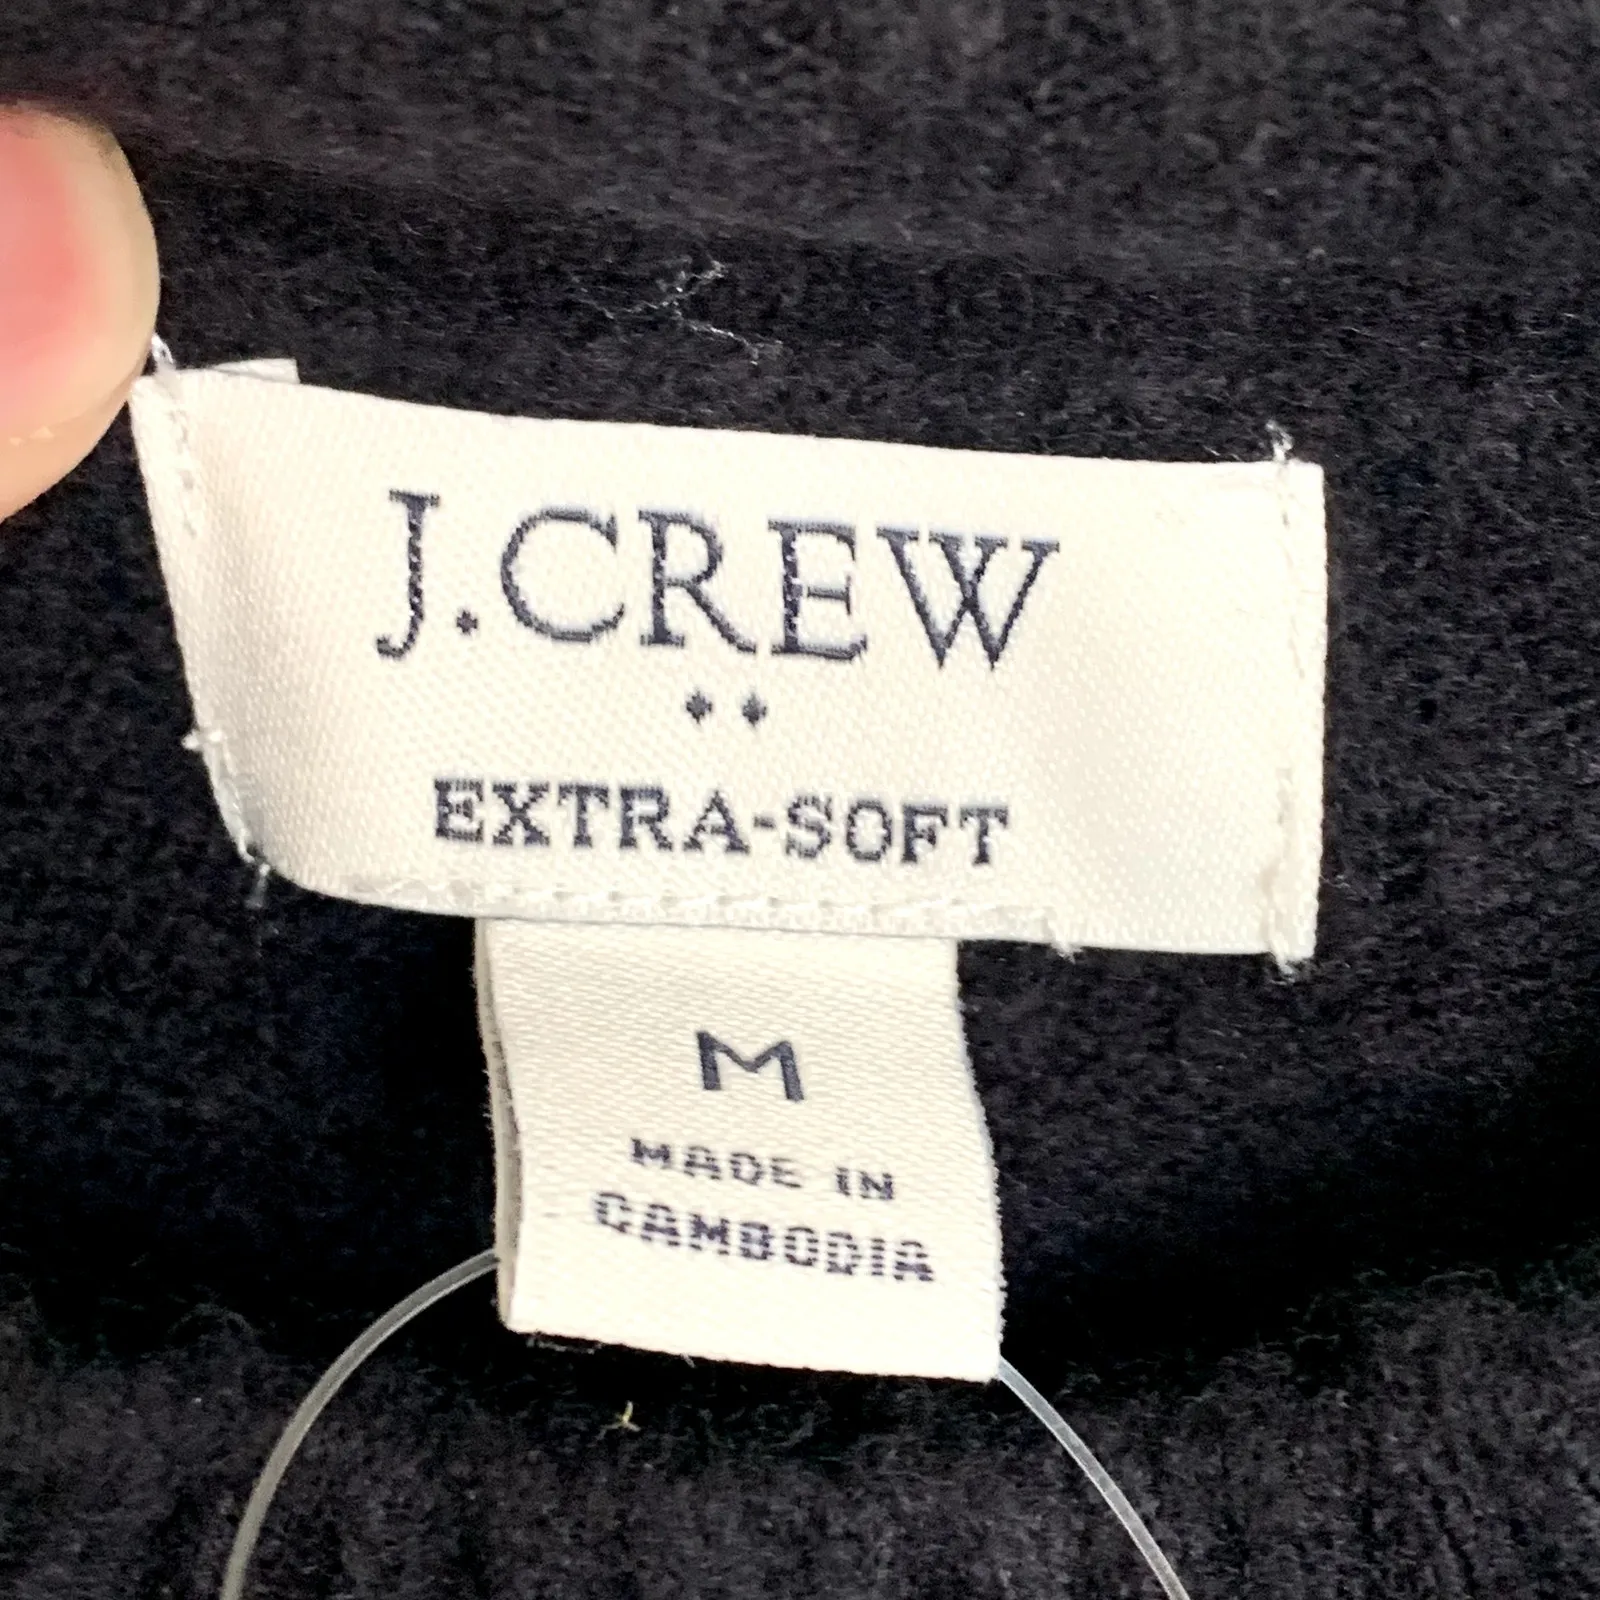 J.CREW
EXTRA-SOFT
M
MADE IN
CAMBODIA